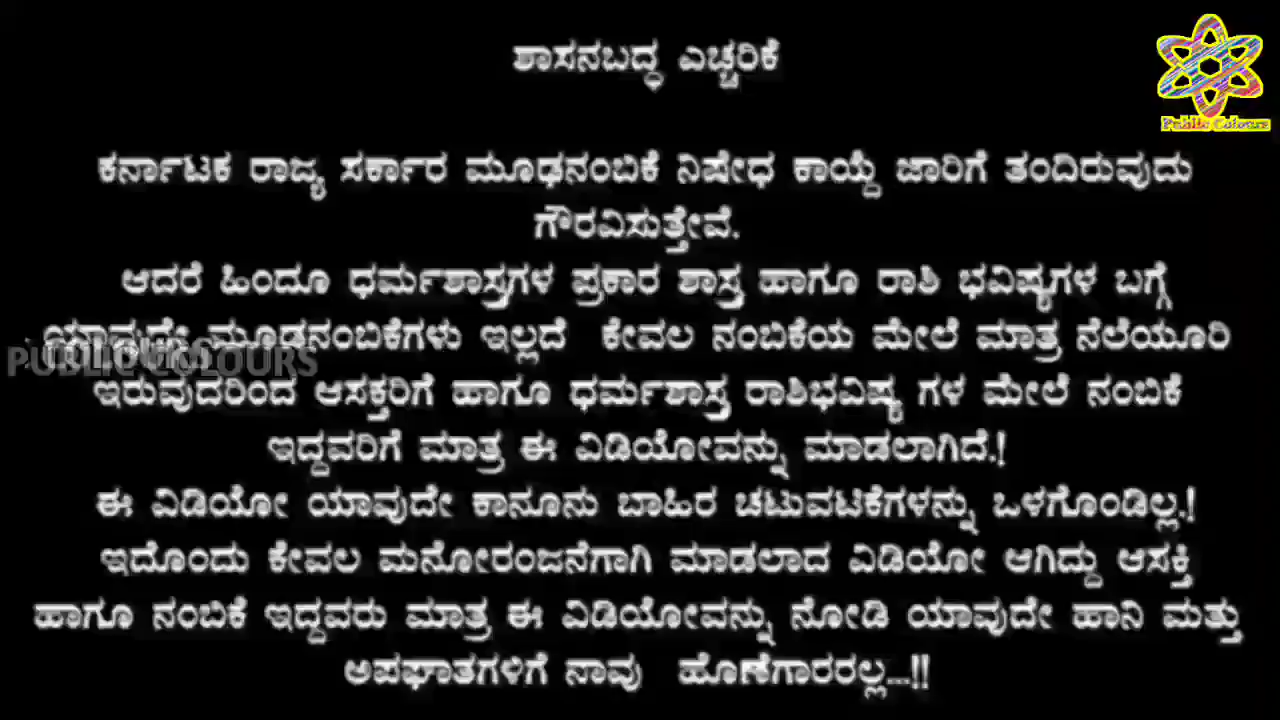 ಶಾಸನಬದ್ಧ ಎಚ್ಚರಿಕೆ
Public Colours
ಕರ್ನಾಟಕ ರಾಜ್ಯ ಸರ್ಕಾರ ಮೂಢನಂಬಿಕೆ ನಿಷೇಧ ಕಾಯ್ದೆ ಜಾರಿಗೆ ತಂದಿರುವುದು
ಗೌರವಿಸುತ್ತೇವೆ.
ಆದರೆ ಹಿಂದೂ ಧರ್ಮಶಾಸ್ತ್ರಗಳ ಪ್ರಕಾರ ಶಾಸ್ತ್ರ ಹಾಗೂ ರಾಶಿ ಭವಿಷ್ಯಗಳ ಬಗ್ಗೆ
ಯಾವುದೇ ಮೂಢನಂಬಿಕೆಗಳು ಇಲ್ಲದೆ ಕೇವಲ ನಂಬಿಕೆಯ ಮೇಲೆ ಮಾತ್ರ ನೆಲೆಯೂರಿ
PUBLIC COLOURS
ಇರುವುದರಿಂದ ಆಸಕ್ತರಿಗೆ ಹಾಗೂ ಧರ್ಮಶಾಸ್ತ್ರ ರಾಶಿಭವಿಷ್ಯ ಗಳ ಮೇಲೆ ನಂಬಿಕೆ
ಇದ್ದವರಿಗೆ ಮಾತ್ರ ಈ ವಿಡಿಯೋವನ್ನು ಮಾಡಲಾಗಿದೆ.!
ಈ ವಿಡಿಯೋ ಯಾವುದೇ ಕಾನೂನು ಬಾಹಿರ ಚಟುವಟಿಕೆಗಳನ್ನು ಒಳಗೊಂಡಿಲ್ಲ.!
ಇದೊಂದು ಕೇವಲ ಮನೋರಂಜನೆಗಾಗಿ ಮಾಡಲಾದ ವಿಡಿಯೋ ಆಗಿದ್ದು ಆಸಕ್ತಿ
ಹಾಗೂ ನಂಬಿಕೆ ಇದ್ದವರು ಮಾತ್ರ ಈ ವಿಡಿಯೋವನ್ನು ನೋಡಿ ಯಾವುದೇ ಹಾನಿ ಮತ್ತು
ಅಪಘಾತಗಳಿಗೆ ನಾವು ಹೊಣೆಗಾರರಲ್ಲ...!!